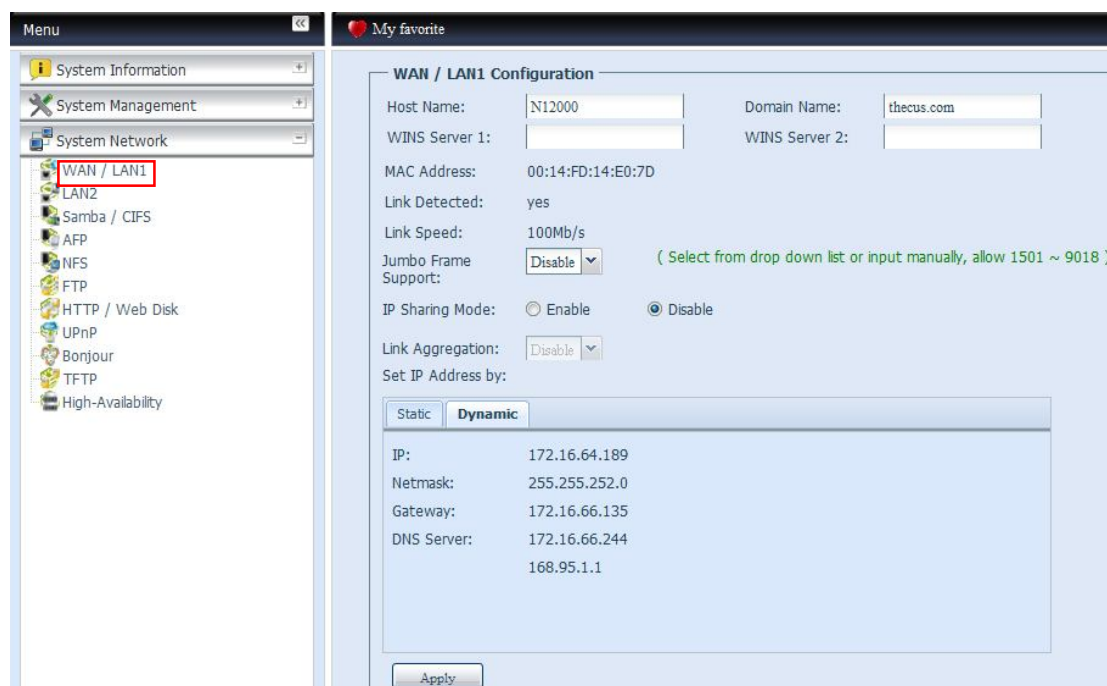 Menu
My favorite
System Information
System Management
System Network
WAN / LAN1
LAN2
Samba / CIFS
AFP
NFS
FTP
HTTP / Web Disk
UPnP
Bonjour
TFTP
High-Availability
WAN / LAN1 Configuration
Host Name: N12000 Domain Name: thecus.com
WINS Server 1: WINS Server 2:
MAC Address: 00:14:FD:14:E0:7D
Link Detected: yes
Link Speed: 100Mb/s
Jumbo Frame Support: Disable ( Select from drop down list or input manually, allow 1501 ~ 9018 )
IP Sharing Mode: Enable Disable
Link Aggregation: Disable
Set IP Address by:
Static Dynamic
IP: 172.16.64.189
Netmask: 255.255.252.0
Gateway: 172.16.66.135
DNS Server: 172.16.66.244
168.95.1.1
Apply